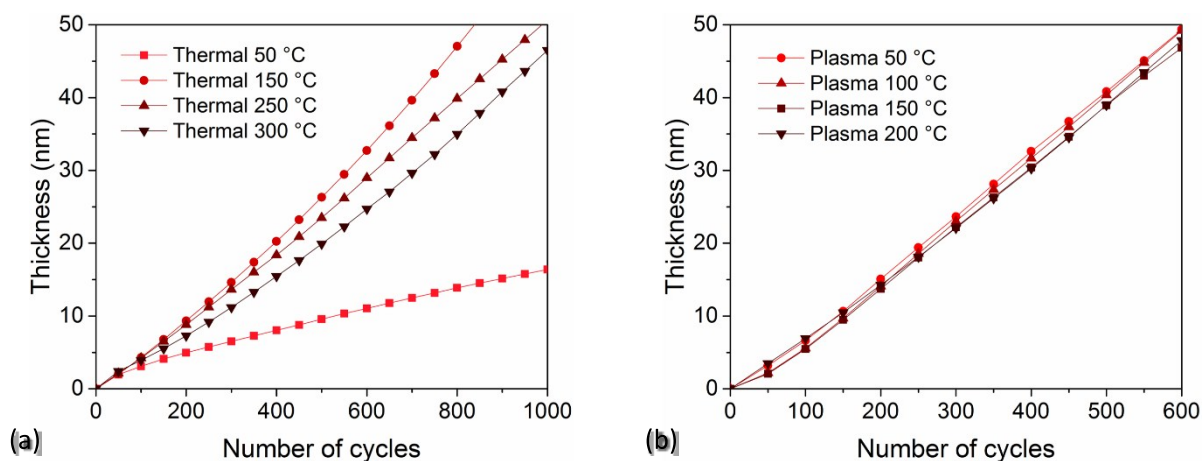 50
40
30
20
10
0
Thickness (nm)
Thermal 50 °C
Thermal 150 °C
Thermal 250 °C
Thermal 300 °C
0 200 400 600 800 1000
Number of cycles
(a)
50
40
30
20
10
0
Thickness (nm)
Plasma 50 °C
Plasma 100 °C
Plasma 150 °C
Plasma 200 °C
0 100 200 300 400 500 600
Number of cycles
(b)